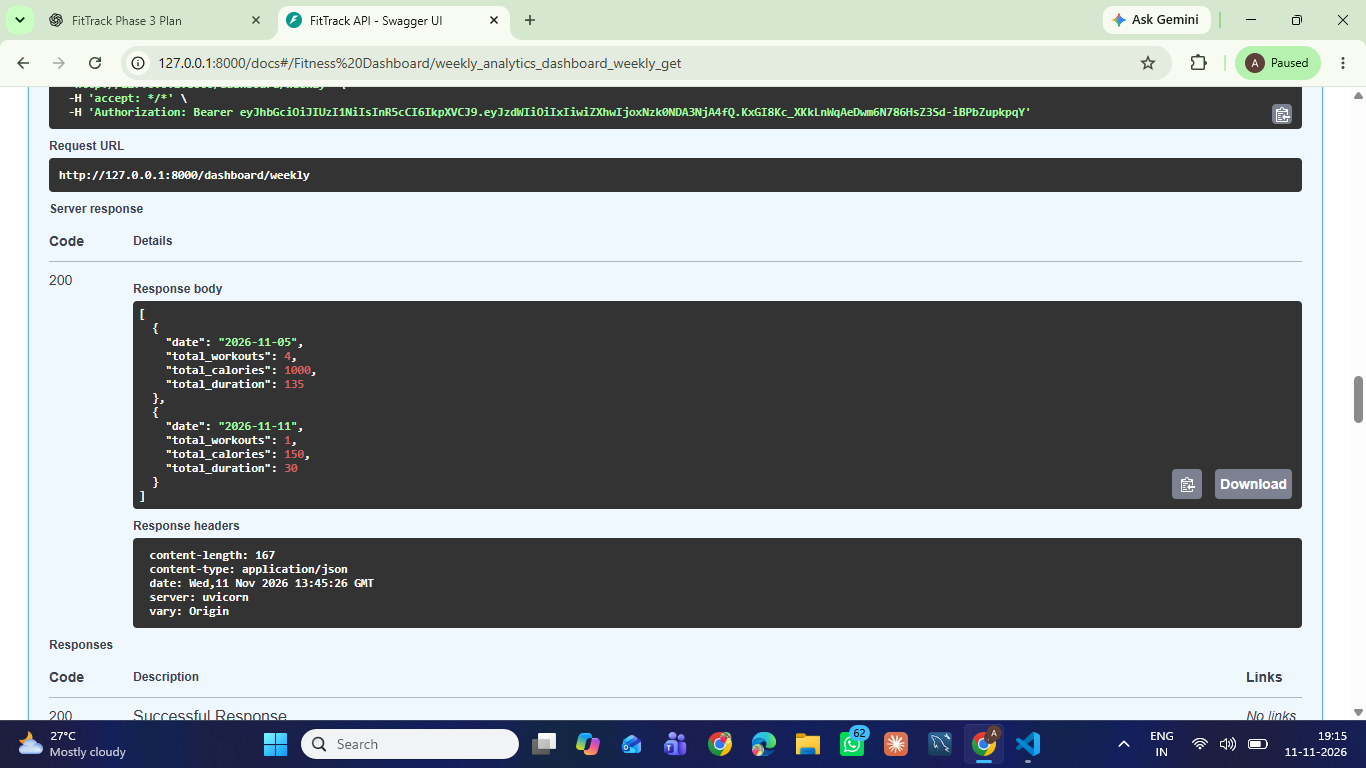 FitTrack Phase 3 Plan
FitTrack API - Swagger UI
Ask Gemini
127.0.0.1:8000/docs#/Fitness%20Dashboard/weekly_analytics_dashboard_weekly_get
A Paused
-H 'accept: */*' \
-H 'Authorization: Bearer eyJhbGciOiJIUzI1NiIsInR5cCI6IkpXVCJ9.eyJzdWIiOiIxIiwiZXhwIjoxNzk0NDA3NjA4fQ.KxGI8Kc_XKkLnWqAeDwm6N786HsZ3Sd-iBPbZupkpqY'
Request URL
http://127.0.0.1:8000/dashboard/weekly
Server response
Code Details
200
Response body
[
{
"date": "2026-11-05",
"total_workouts": 4,
"total_calories": 1000,
"total_duration": 135
},
{
"date": "2026-11-11",
"total_workouts": 1,
"total_calories": 150,
"total_duration": 30
}
]
Download
Response headers
content-length: 167
content-type: application/json
date: Wed,11 Nov 2026 13:45:26 GMT
server: uvicorn
vary: Origin
Responses
Code Description Links
200 Successful Response No links
27°C
Mostly cloudy
Search
A
62
ENG
IN
19:15
11-11-2026